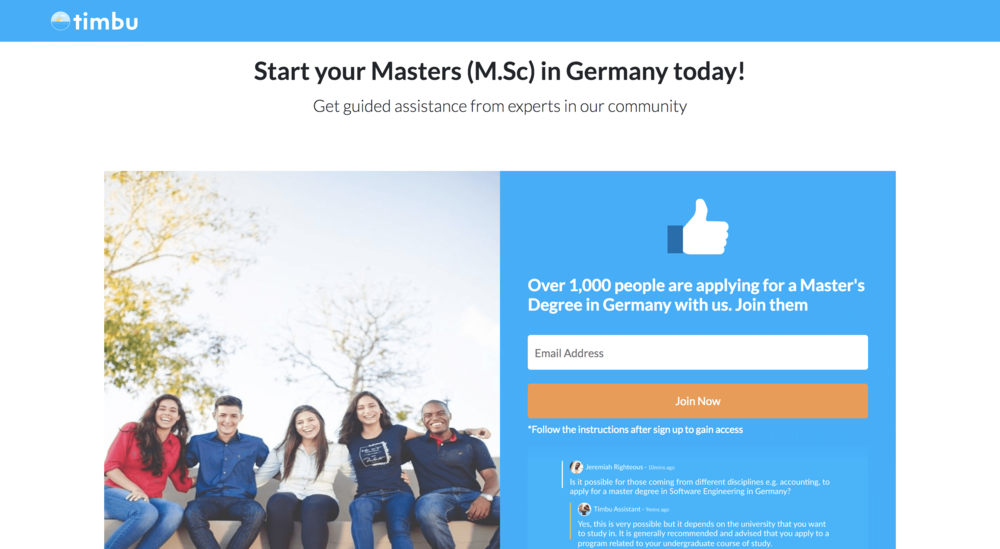 timbu
Start your Masters (M.Sc) in Germany today!
Get guided assistance from experts in our community
Over 1,000 people are applying for a Master's
Degree in Germany with us. Join them
Email Address
Join Now
*Follow the instructions after sign up to gain access
Jeremiah Righteous - 10mins ago
Is it possible for those coming from different disciplines e.g. accounting, to
apply for a master degree in Software Engineering in Germany?
Timbu Assistant - 9mins ago
Yes, this is very possible but it depends on the university that you want
to study in. It is generally recommended and advised that you apply to a
program related to your undergraduate course of study.